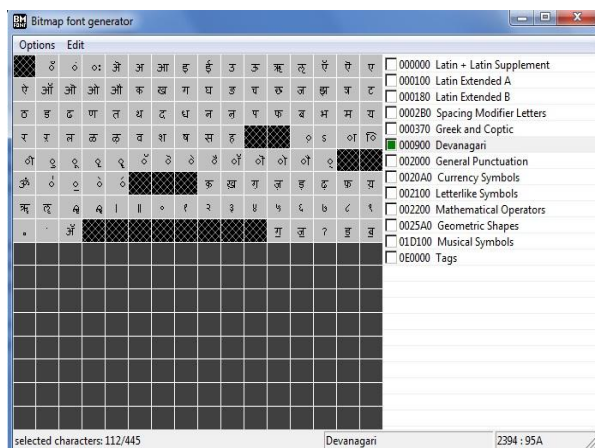 Bitmap font generator
Options Edit
ँ ं ः ऄ अ आ इ ई उ ऊ ऋ ऌ ऍ ऎ ए
ऐ ऑ ऒ ओ औ क ख ग घ ङ च छ ज झ ञ ट
ठ ड ढ ण त थ द ध न ऩ प फ ब भ म य
र ऱ ल ळ ऴ व श ष स ह ़ ऽ ा ि
ी ु ू ृ ॄ ॅ ॆ े ै ॉ ॊ ो ौ ्
ॐ ॑ ॒ ॓ ॔ क़ ख़ ग़ ज़ ड़ ढ़ फ़ य़
ॠ ॡ ॢ ॣ । ॥ ० १ २ ३ ४ ५ ६ ७ ८ ९
॰ ॱ ॲ ॻ ॼ ॽ ॾ ॿ
000000 Latin + Latin Supplement
000100 Latin Extended A
000180 Latin Extended B
0002B0 Spacing Modifier Letters
000370 Greek and Coptic
000900 Devanagari
002000 General Punctuation
0020A0 Currency Symbols
002100 Letterlike Symbols
002200 Mathematical Operators
0025A0 Geometric Shapes
01D100 Musical Symbols
0E0000 Tags
selected characters: 112/445 Devanagari 2394 : 95A